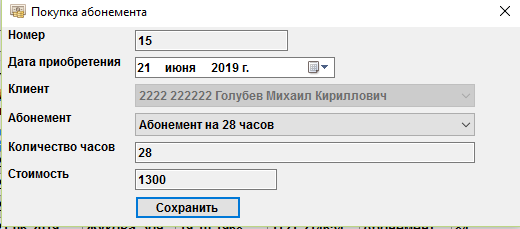 Покупка абонемента
Номер 15
Дата приобретения 21 июня 2019 г.
Клиент 2222 222222 Голубев Михаил Кириллович
Абонемент Абонемент на 28 часов
Количество часов 28
Стоимость 1300
Сохранить